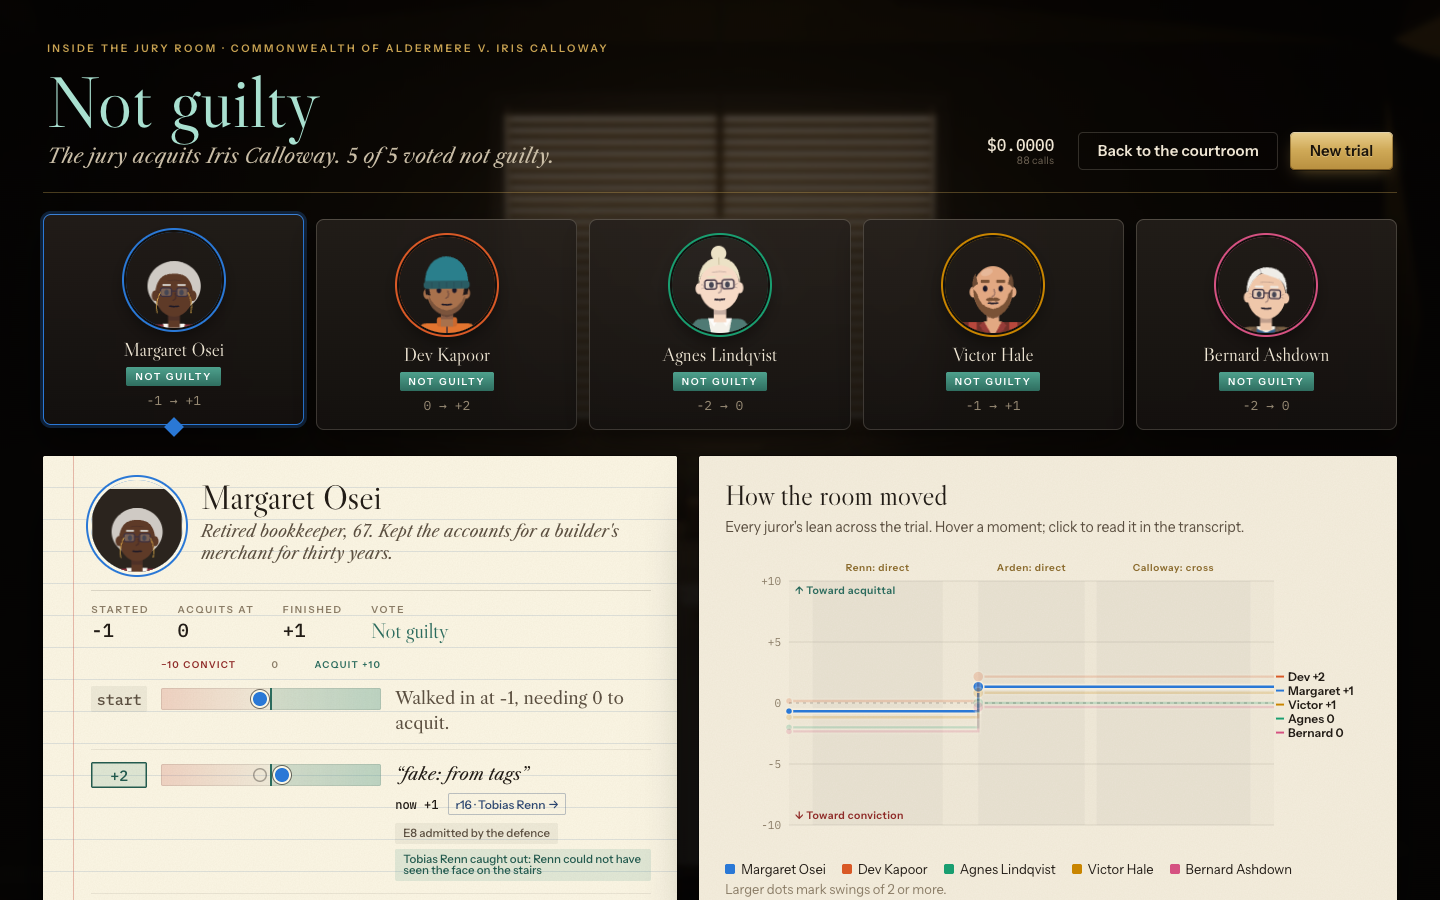 INSIDE THE JURY ROOM · COMMONWEALTH OF ALDERMERE V. IRIS CALLOWAY
Not guilty
The jury acquits Iris Calloway. 5 of 5 voted not guilty.
$0.0000
88 calls
Back to the courtroom
New trial
Margaret Osei
NOT GUILTY
-1 → +1
Dev Kapoor
NOT GUILTY
0 → +2
Agnes Lindqvist
NOT GUILTY
-2 → 0
Victor Hale
NOT GUILTY
-1 → +1
Bernard Ashdown
NOT GUILTY
-2 → 0
Margaret Osei
Retired bookkeeper, 67. Kept the accounts for a builder's
merchant for thirty years.
STARTED
-1
ACQUITS AT
0
FINISHED
+1
VOTE
Not guilty
-10 CONVICT
0
ACQUIT +10
start
Walked in at -1, needing 0 to
acquit.
+2
“fake: from tags”
now +1
r16 · Tobias Renn →
E8 admitted by the defence
Tobias Renn caught out: Renn could not have
seen the face on the stairs
How the room moved
Every juror's lean across the trial. Hover a moment; click to read it in the transcript.
Renn: direct
Arden: direct
Calloway: cross
+10
↑ Toward acquittal
+5
0
-5
↓ Toward conviction
-10
Dev +2
Margaret +1
Victor +1
Agnes 0
Bernard 0
Margaret Osei
Dev Kapoor
Agnes Lindqvist
Victor Hale
Bernard Ashdown
Larger dots mark swings of 2 or more.